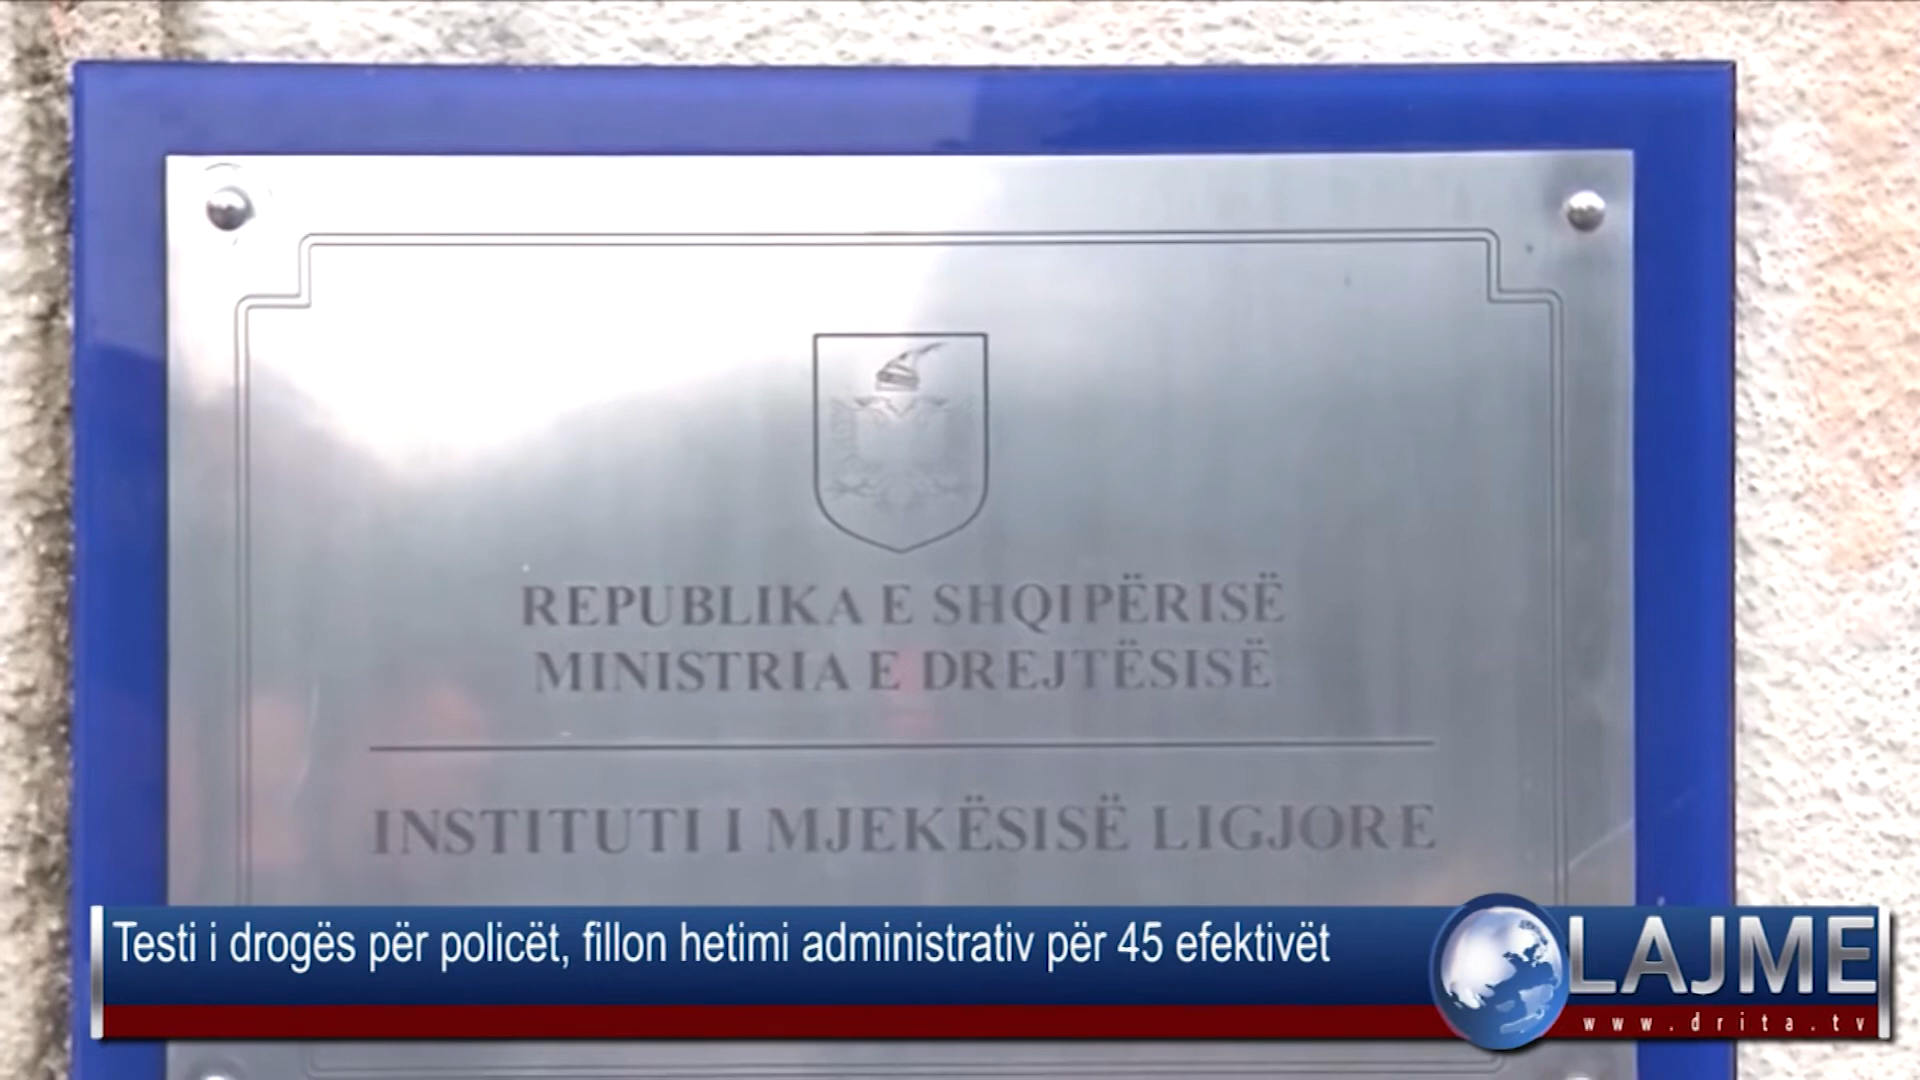 REPUBLIKA E SHQIPËRISË
MINISTRIA E DREJTËSISË
INSTITUTI I MJEKËSISË LIGJORE
Testi i drogës për policët, fillon hetimi administrativ për 45 efektivët
LAJME
www.drita.tv